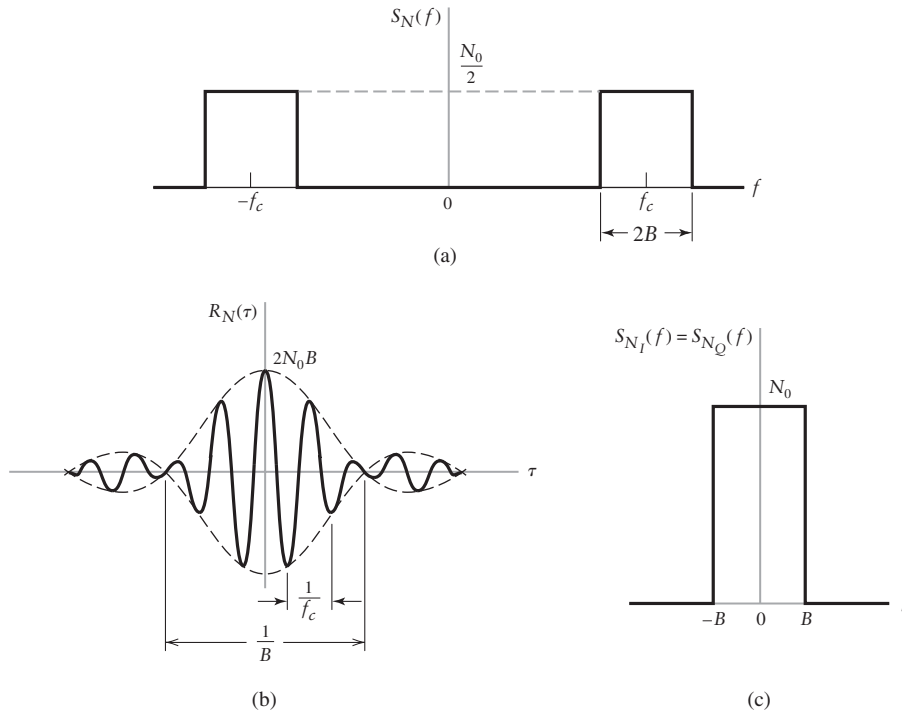 S_N(f)
N_0/2
-f_c
0
f_c
f
2B
(a)
R_N(τ)
2N_0B
τ
1/f_c
1/B
(b)
S_{N_I}(f) = S_{N_Q}(f)
N_0
-B
0
B
(c)